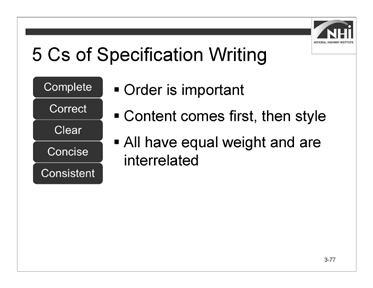 NHI
NATIONAL HIGHWAY INSTITUTE
5 Cs of Specification Writing
Complete
Correct
Clear
Concise
Consistent
▪ Order is important
▪ Content comes first, then style
▪ All have equal weight and are
interrelated
3-77